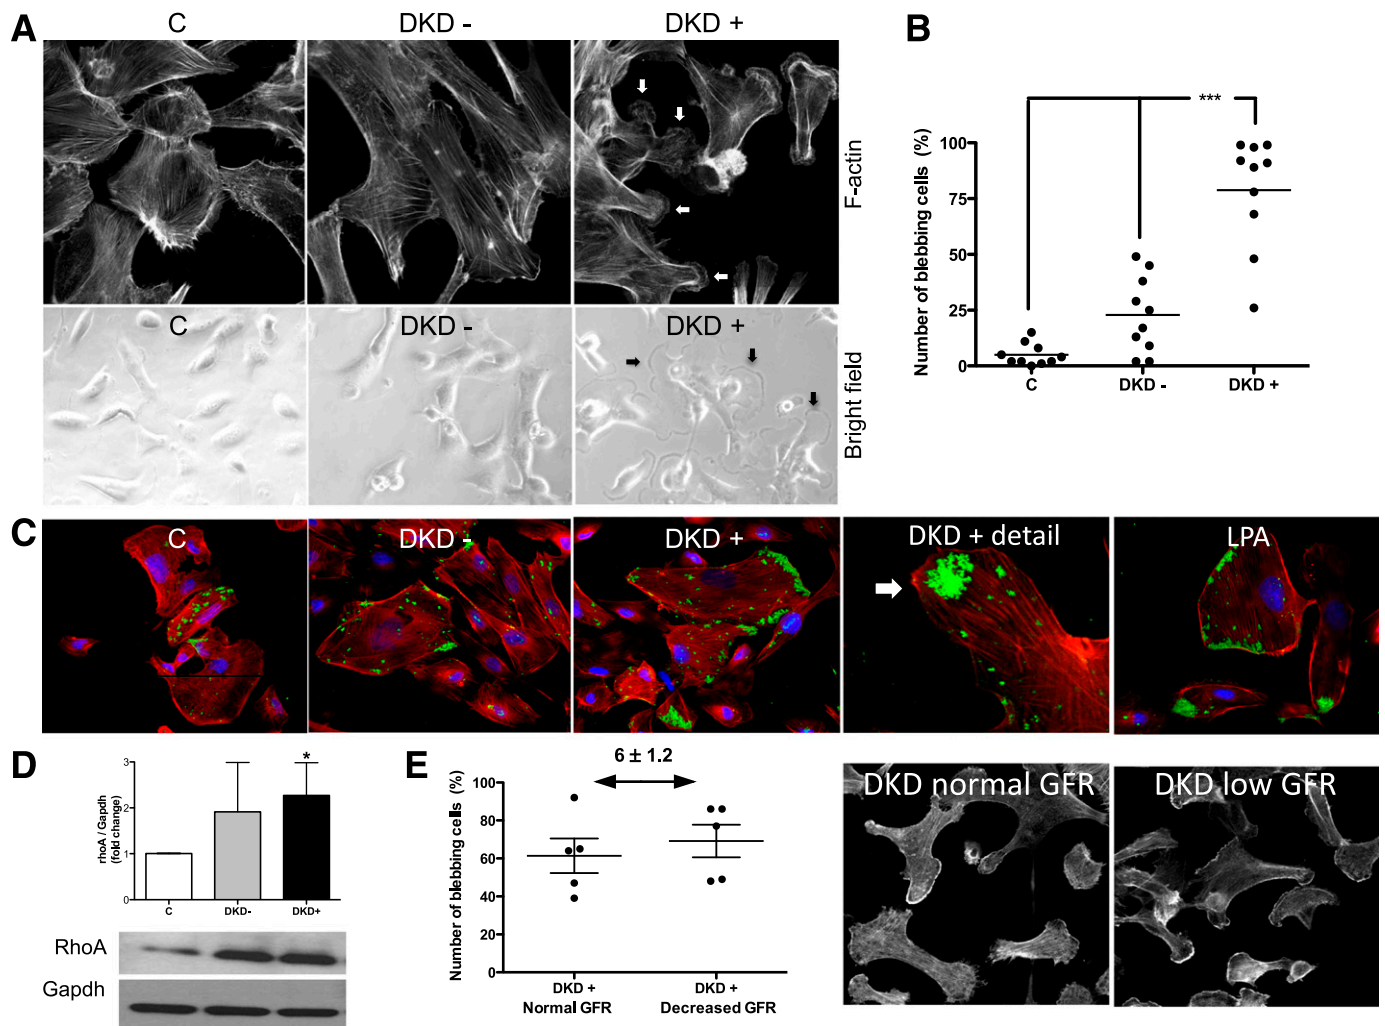 A
C
DKD -
DKD +
F-actin
C
DKD -
DKD +
Bright field
B
***
Number of blebbing cells (%)
100
75
50
25
0
C
DKD -
DKD +
C
C
DKD -
DKD +
DKD + detail
LPA
D
*
rhoA / Gapdh
(fold change)
3
2
1
0
C
DKD-
DKD+
RhoA
Gapdh
E
6 ± 1.2
Number of blebbing cells (%)
100
80
60
40
20
0
DKD +
Normal GFR
DKD +
Decreased GFR
DKD normal GFR
DKD low GFR